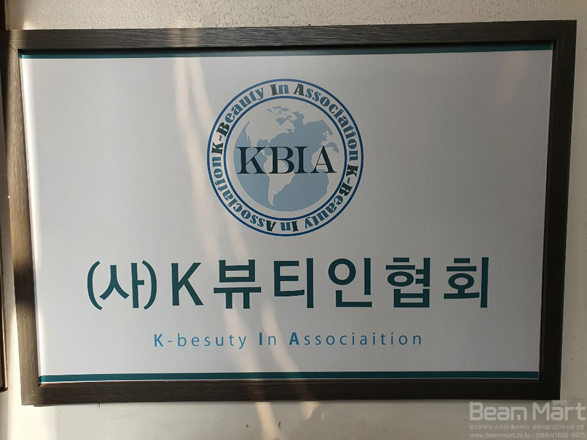 K-Beauty In Association K-Beauty In Association
KBIA
(사)K뷰티인협회
K-besuty In Associaition
Beam Mart